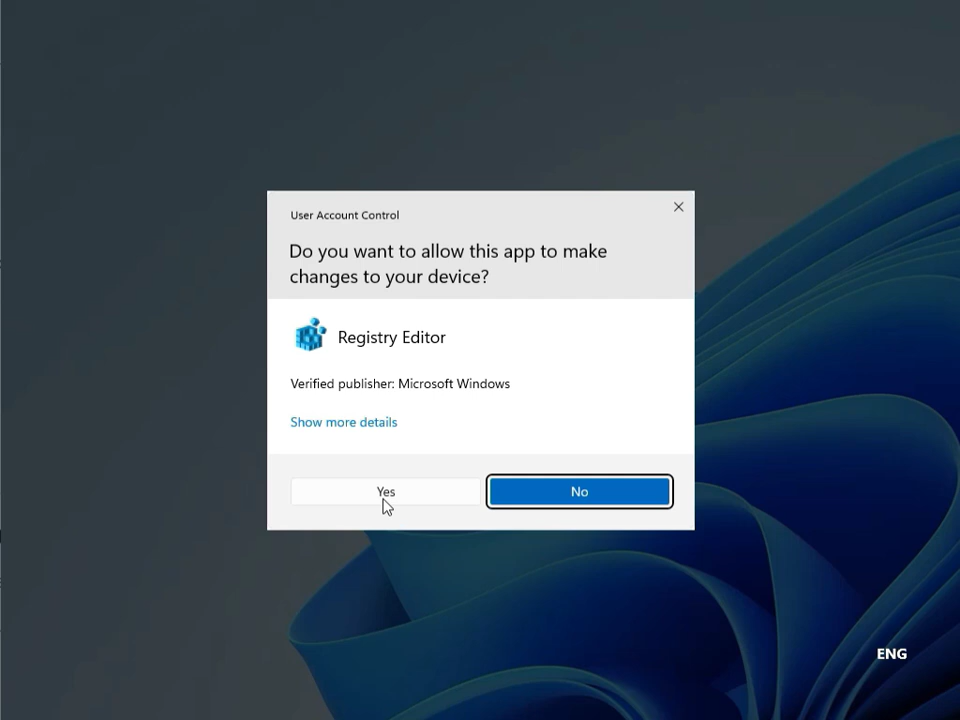 User Account Control
Do you want to allow this app to make
changes to your device?
Registry Editor
Verified publisher: Microsoft Windows
Show more details
Yes
No
ENG